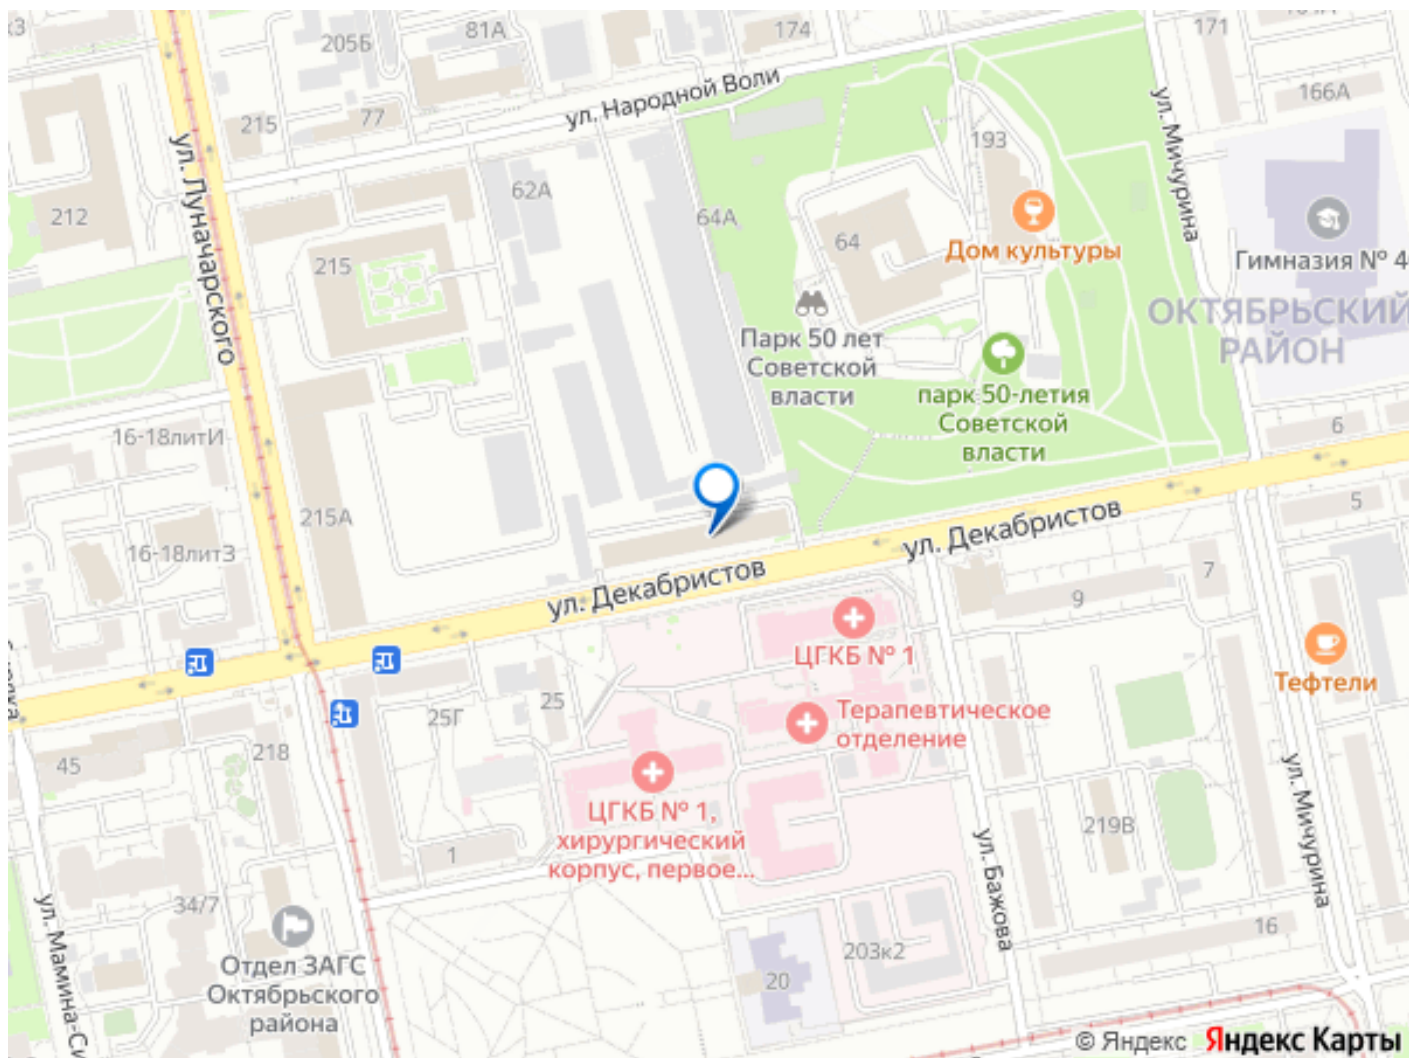 205Б
81А
174
171
ул. Народной Воли
215
77
166А
ул. Луначарского
ул. Мичурина
193
212
62А
64А
64
215
Дом культуры
Гимназия № 4
ОКТЯБРЬСКИЙ
РАЙОН
Парк 50 лет
Советской
власти
парк 50-летия
Советской
власти
16-18литИ
6
215А
16-18литЗ
5
ул. Декабристов
ул. Декабристов
7
9
ЦГКБ № 1
Тефтели
25
25Г
Терапевтическое
отделение
218
45
ЦГКБ № 1,
хирургический
корпус, первое...
1
219В
ул. Бажова
ул. Мичурина
34/7
ул. Мамина-Си
16
203к2
20
Отдел ЗАГС
Октябрьского
района
© Яндекс Яндекс Карты